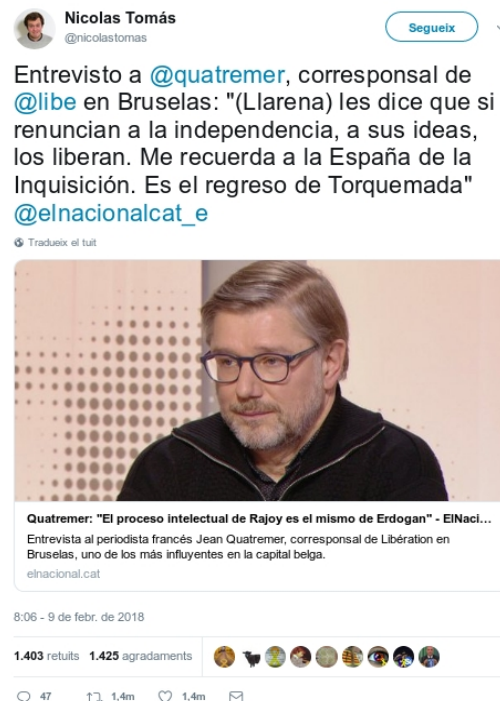 Nicolas Tomás
@nicolastomas
Segueix
Entrevisto a @quatremer, corresponsal de
@libe en Bruselas: "(Llarena) les dice que si
renuncian a la independencia, a sus ideas,
los liberan. Me recuerda a la España de la
Inquisición. Es el regreso de Torquemada"
@elnacionalcat_e
Tradueix el tuit
Quatremer: "El proceso intelectual de Rajoy es el mismo de Erdogan" - ElNaci...
Entrevista al periodista francés Jean Quatremer, corresponsal de Libération en
Bruselas, uno de los más influyentes en la capital belga.
elnacional.cat
8:06 - 9 de febr. de 2018
1.403 retuits 1.425 agradaments
47 1,4m 1,4m